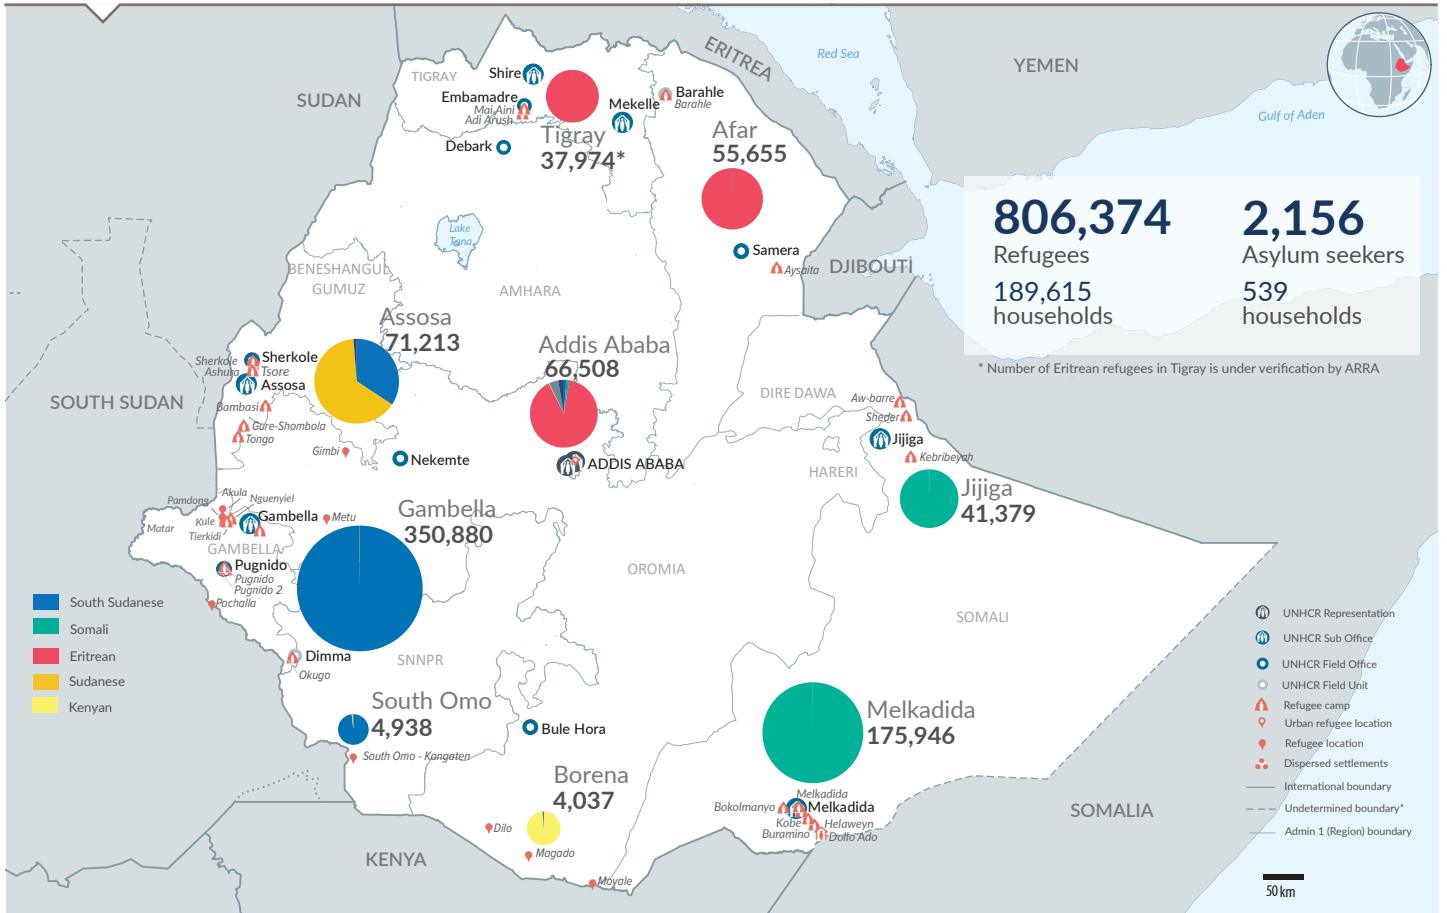 ERITREA
Red Sea
YEMEN
TIGRAY
Shire
SUDAN
Embamadre
Mai Aini
Adi Arush
Mekelle
Barahle
Barahle
Gulf of Aden
Debark
Tigray
37,974*
Afar
55,655
806,374
Refugees
189,615
households
2,156
Asylum seekers
539
households
Lake
Tana
Samera
Aysaita
DJIBOUTI
BENESHANGUL
GUMUZ
AMHARA
Assosa
71,213
Addis Ababa
66,508
* Number of Eritrean refugees in Tigray is under verification by ARRA
Sherkole
Sherkole
Ashura
Tsore
Assosa
SOUTH SUDAN
Bambasi
Gure-Shombola
Tongo
Gimbi
Nekemte
ADDIS ABABA
DIRE DAWA
Aw-barre
Sheder
Jijiga
Kebribeyah
HARERI
Jijiga
41,379
Pamdong
Akula
Nguenyiel
Kule
Tierkidi
Matar
Gambella
Metu
GAMBELLA
Gambella
350,880
Pugnido
Pugnido
Pugnido 2
Pochalla
OROMIA
SOMALI
South Sudanese
Somali
Eritrean
Sudanese
Kenyan
Dimma
Okugo
SNNPR
South Omo
4,938
South Omo - Kangaten
Bule Hora
Melkadida
175,946
Borena
4,037
Dilo
Magado
Moyale
Melkadida
Bokolmanyo
Melkadida
Kobe
Helaweyn
Buramino
Dollo Ado
KENYA
SOMALIA
UNHCR Representation
UNHCR Sub Office
UNHCR Field Office
UNHCR Field Unit
Refugee camp
Urban refugee location
Refugee location
Dispersed settlements
International boundary
Undetermined boundary*
Admin 1 (Region) boundary
50 km